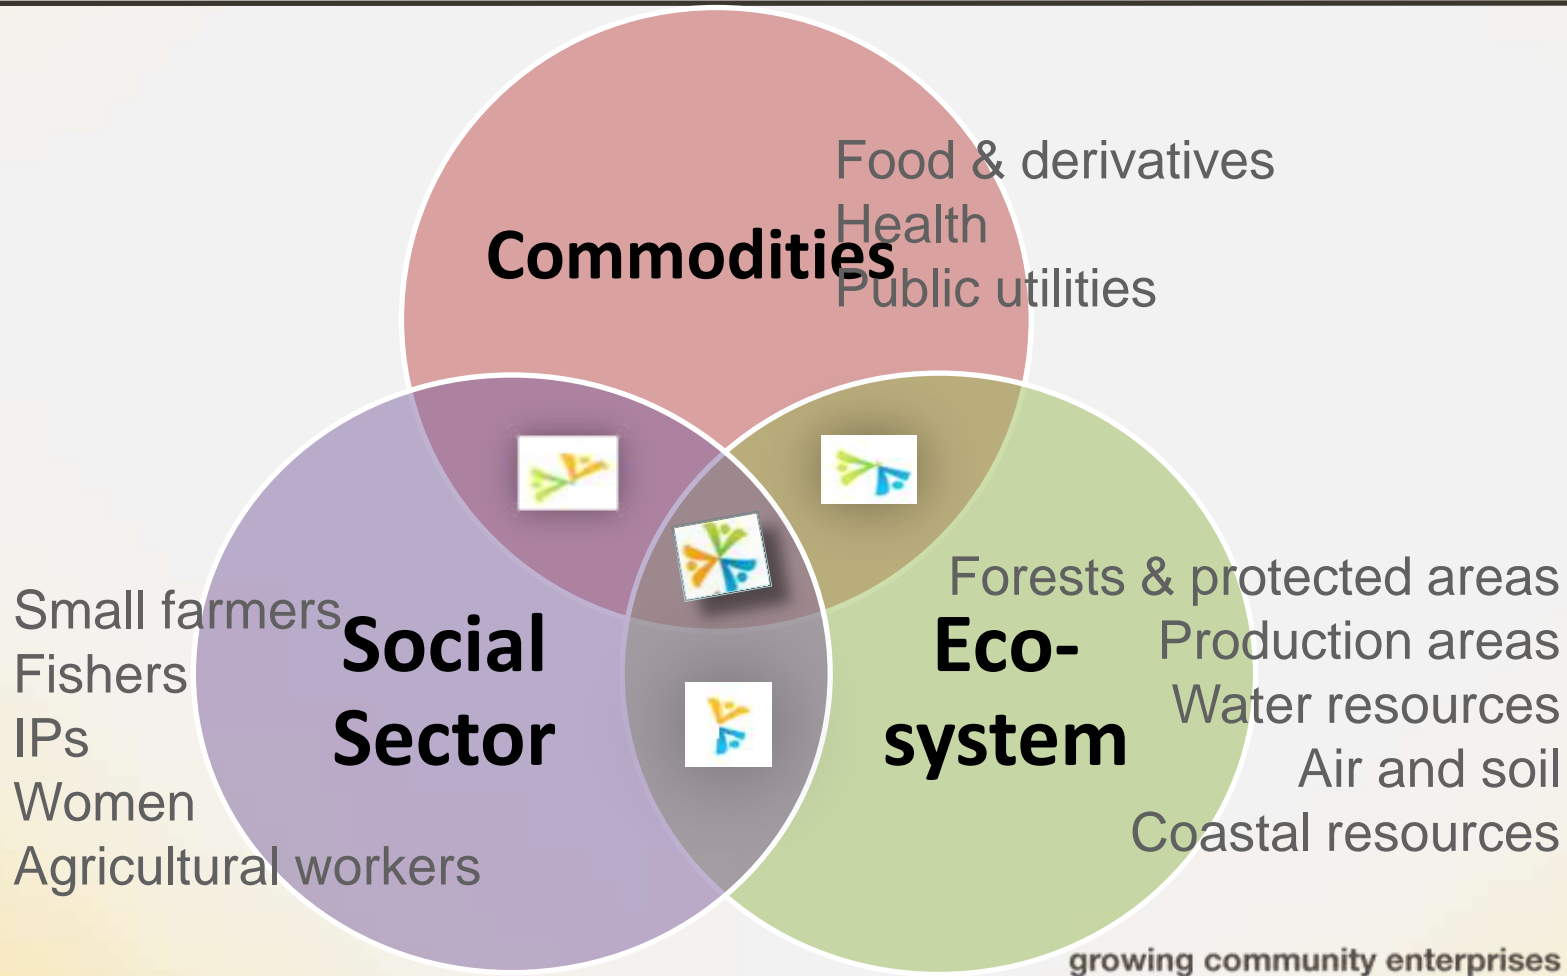 Food & derivatives
Health
Public utilities
Commodities
Small farmers
Fishers
IPs
Women
Agricultural workers
Social
Sector
Eco-
system
Forests & protected areas
Production areas
Water resources
Air and soil
Coastal resources
growing community enterprises